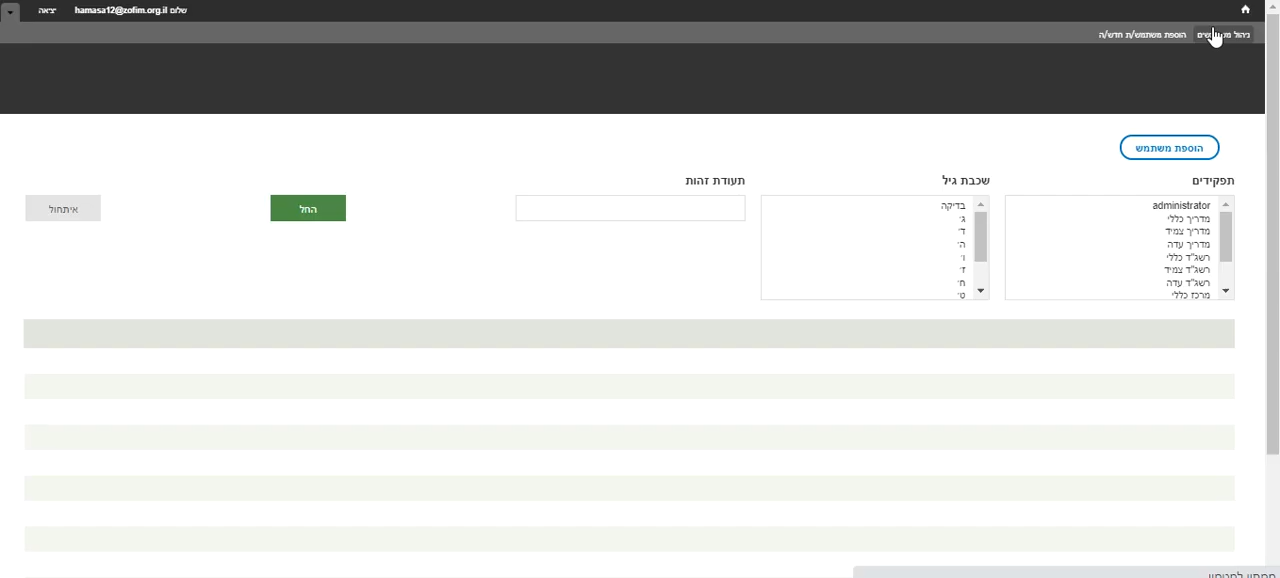 שלום hamasa12@zofim.org.il יציאה
ניהול הוספת משתמש/ת חדש/ה
הוספת משתמש
תפקידים
administrator
מדריך כללי
מדריך צמיד
מדריך עדה
רשג"ד כללי
רשג"ד צמיד
רשג"ד עדה
מרכז כללי
שכבת גיל
בדיקה
ג'
ד'
ה'
ו'
ז'
ח'
ט'
תעודת זהות
החל
איתחול